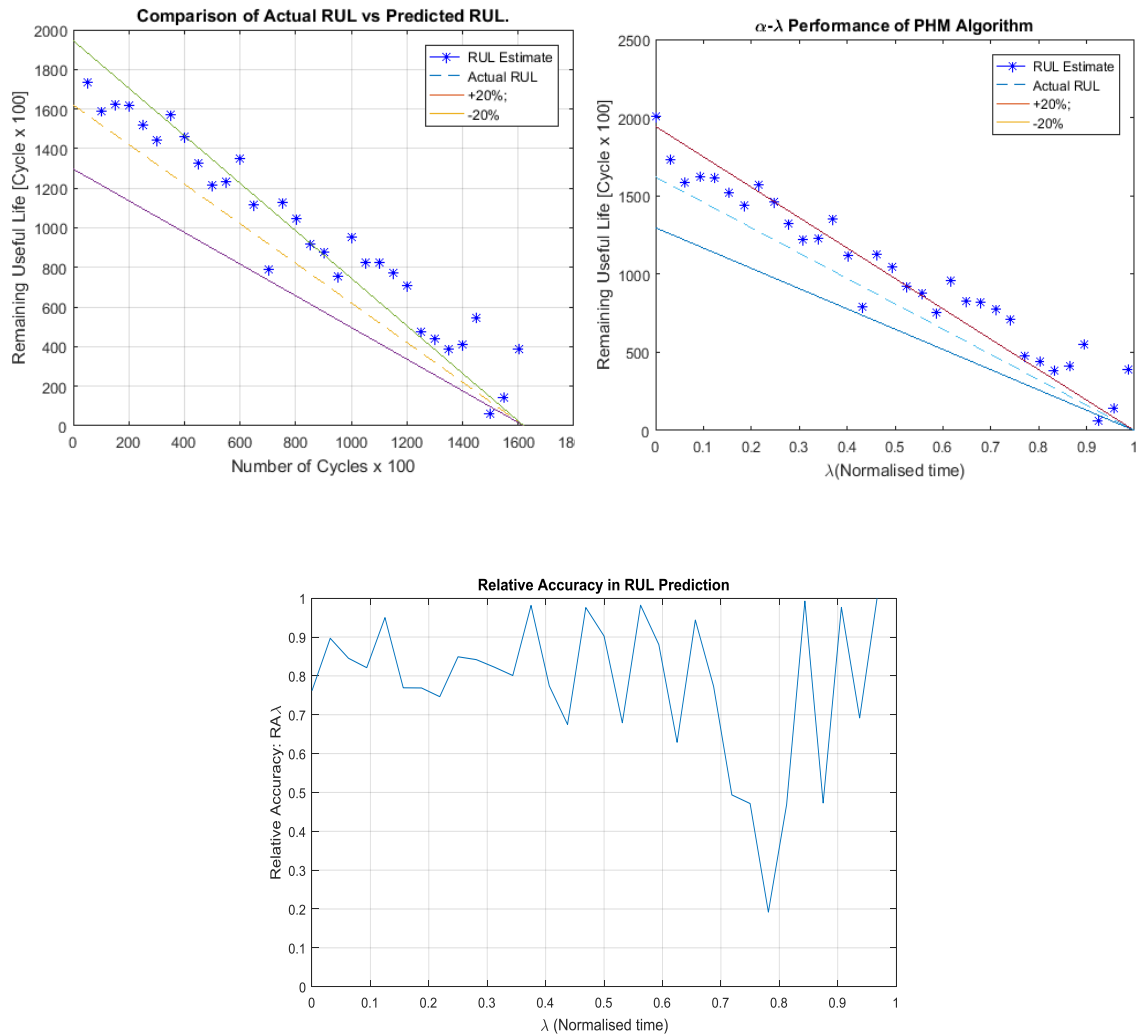 Comparison of Actual RUL vs Predicted RUL.
Remaining Useful Life [Cycle x 100]
2000
1800
1600
1400
1200
1000
800
600
400
200
0
RUL Estimate
Actual RUL
+20%;
-20%
0 200 400 600 800 1000 1200 1400 1600 18
Number of Cycles x 100
α-λ Performance of PHM Algorithm
Remaining Useful Life [Cycle x 100]
2500
2000
1500
1000
500
0
RUL Estimate
Actual RUL
+20%;
-20%
0 0.1 0.2 0.3 0.4 0.5 0.6 0.7 0.8 0.9 1
λ(Normalised time)
Relative Accuracy in RUL Prediction
Relative Accuracy: RAλ
1
0.9
0.8
0.7
0.6
0.5
0.4
0.3
0.2
0.1
0
0 0.1 0.2 0.3 0.4 0.5 0.6 0.7 0.8 0.9 1
λ (Normalised time)